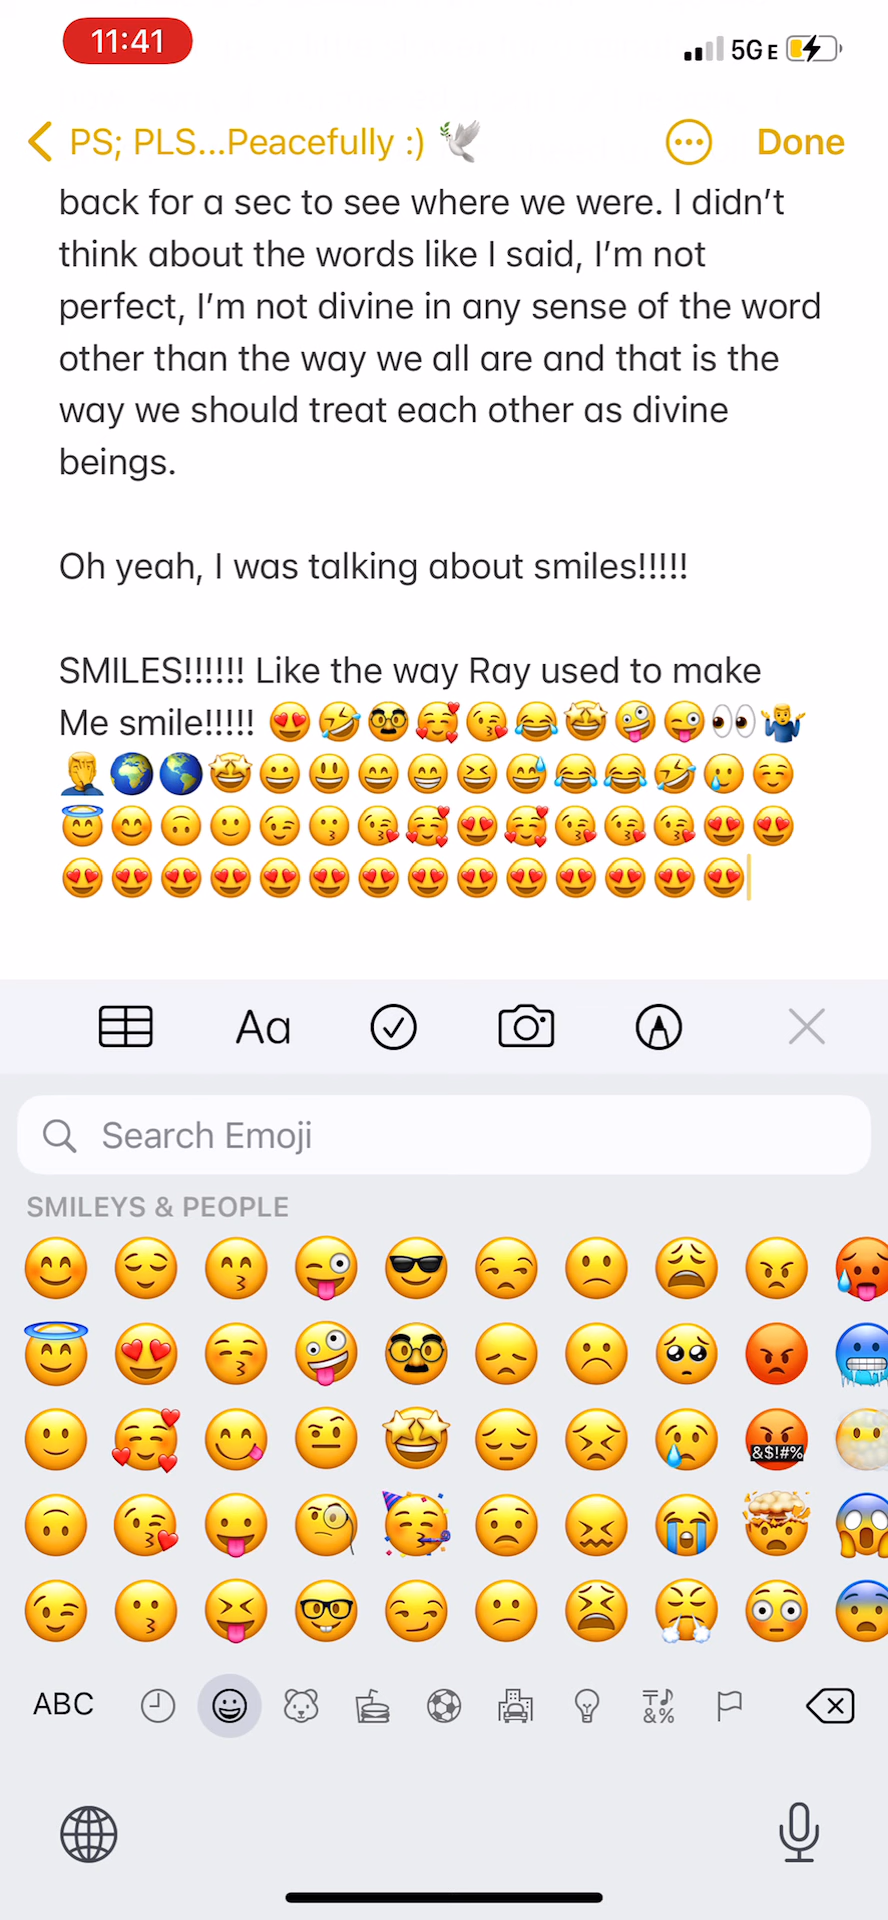 11:41
5G E
PS; PLS...Peacefully :) 🕊️
Done
back for a sec to see where we were. I didn’t
think about the words like I said, I’m not
perfect, I’m not divine in any sense of the word
other than the way we all are and that is the
way we should treat each other as divine
beings.
Oh yeah, I was talking about smiles!!!!!
SMILES!!!!!! Like the way Ray used to make
Me smile!!!!! 😍🤣🥸🥰😘😂🤩🤪😜👀🤷‍♂️
🤦‍♂️🌍🌎🤩😀😃😄😁😆😅😂😂🤣🥲☺️
😇😊🙃🙂😉😗😘🥰😍🥰😘😘😘😍😍
😍😍😍😍😍😍😍😍😍😍😍😍😍😍
Aa
Search Emoji
SMILEYS & PEOPLE
&$!#%
ABC
&%